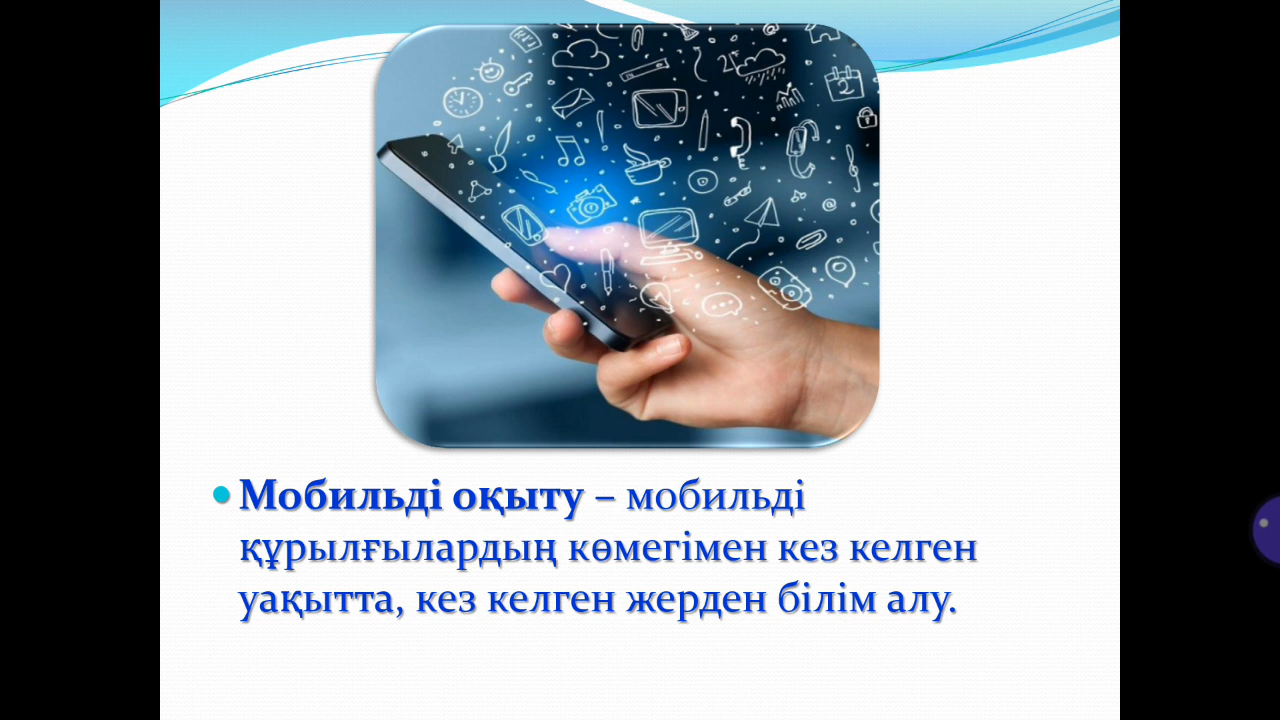 Мобильді оқыту – мобильді
құрылғылардың көмегімен кез келген
уақытта, кез келген жерден білім алу.